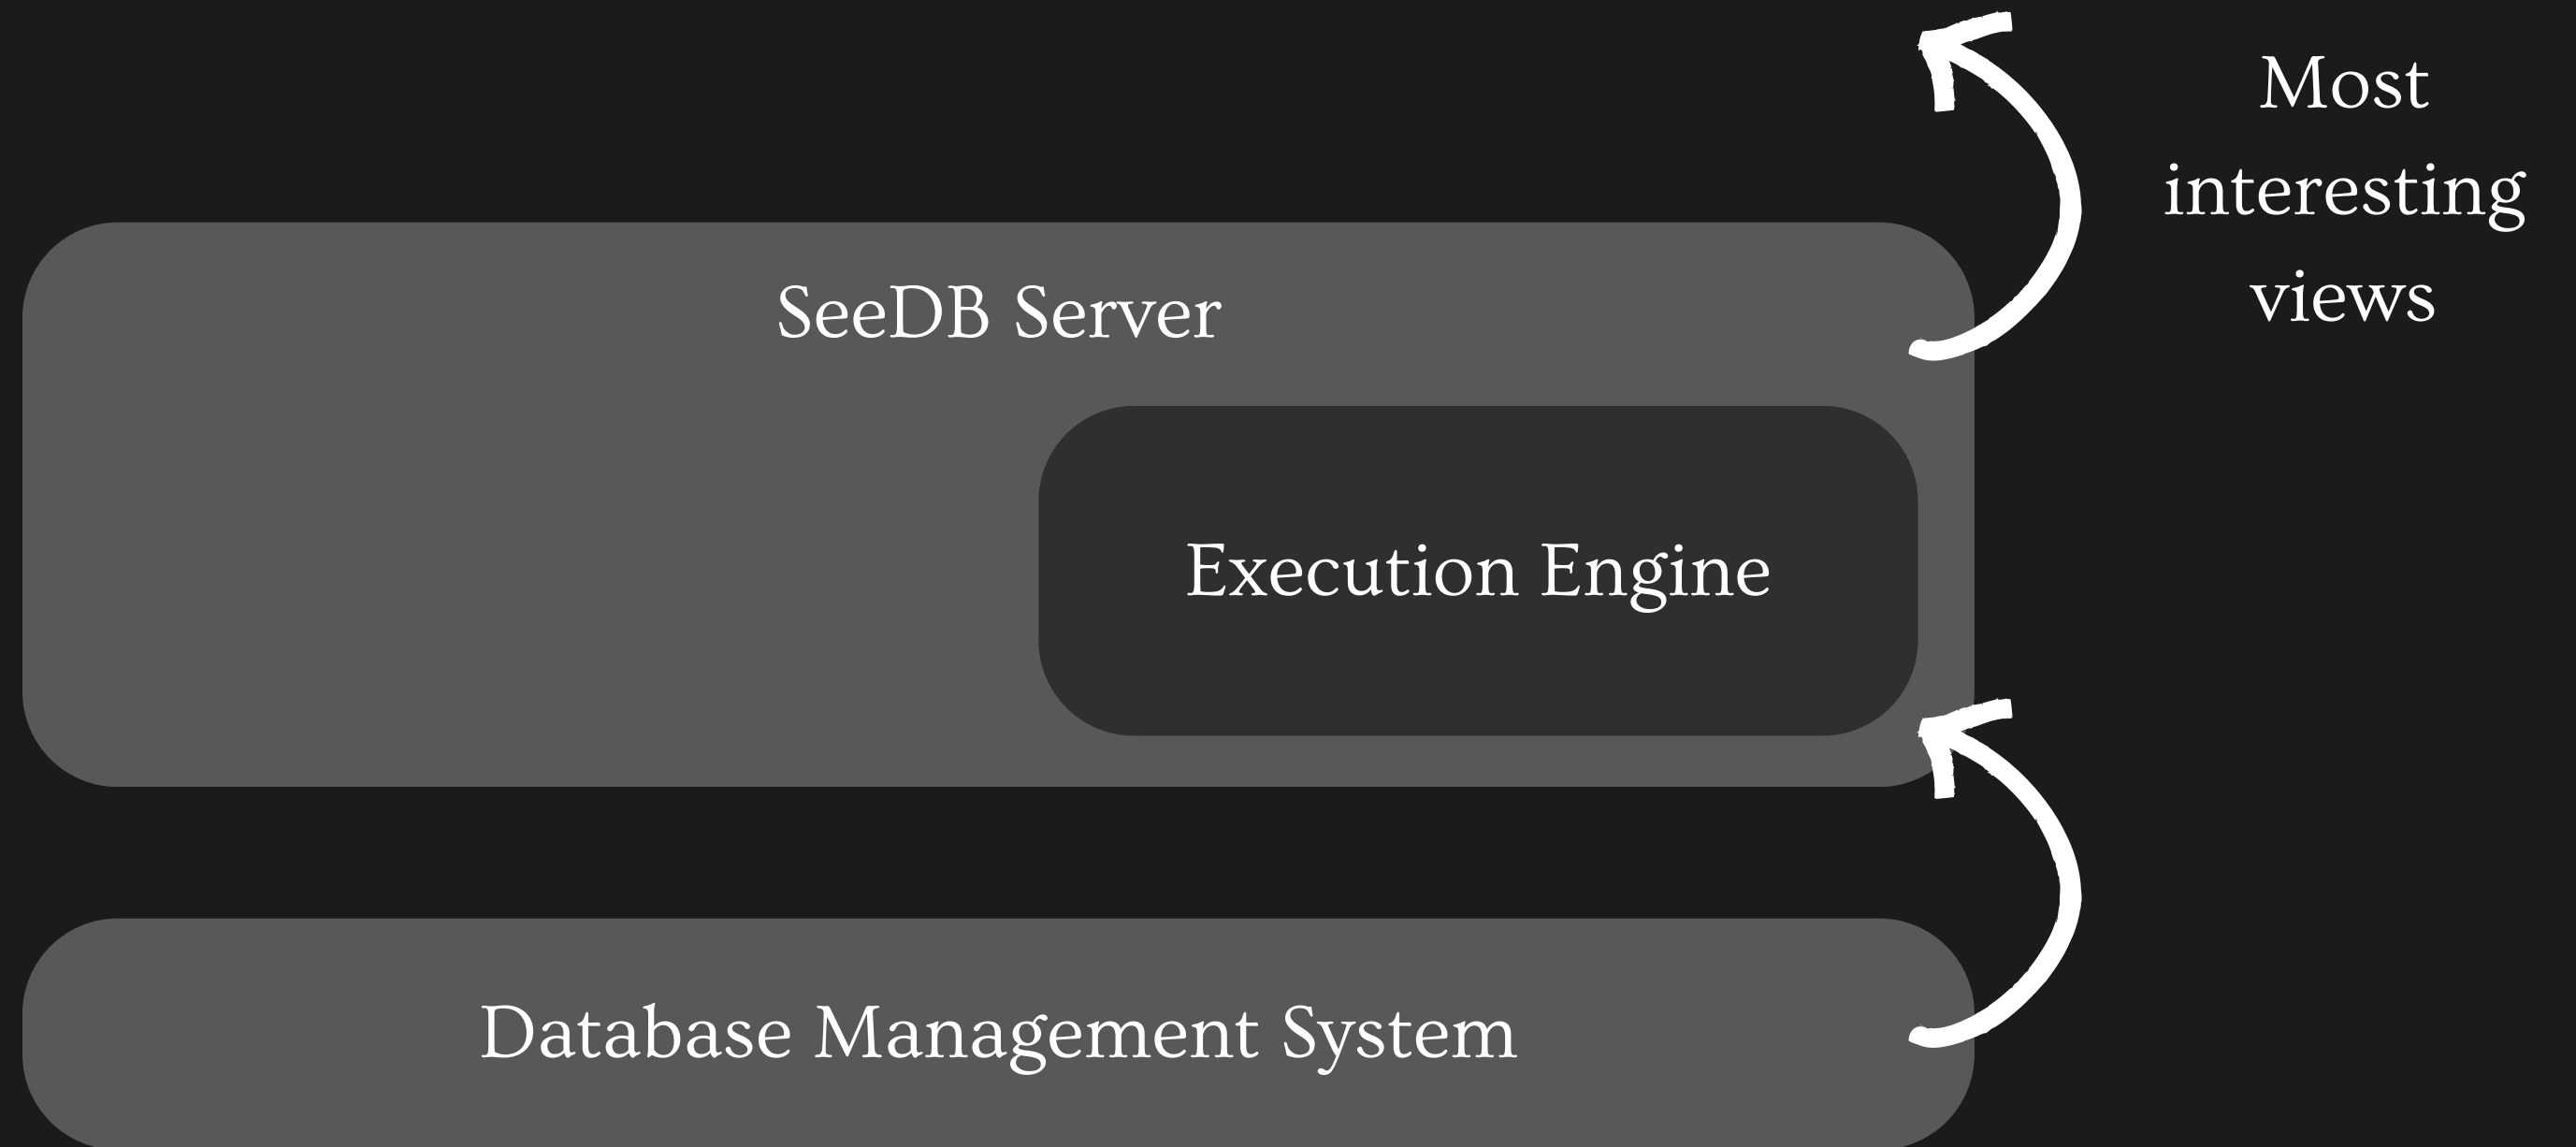 Most
interesting
views
SeeDB Server
Execution Engine
Database Management System